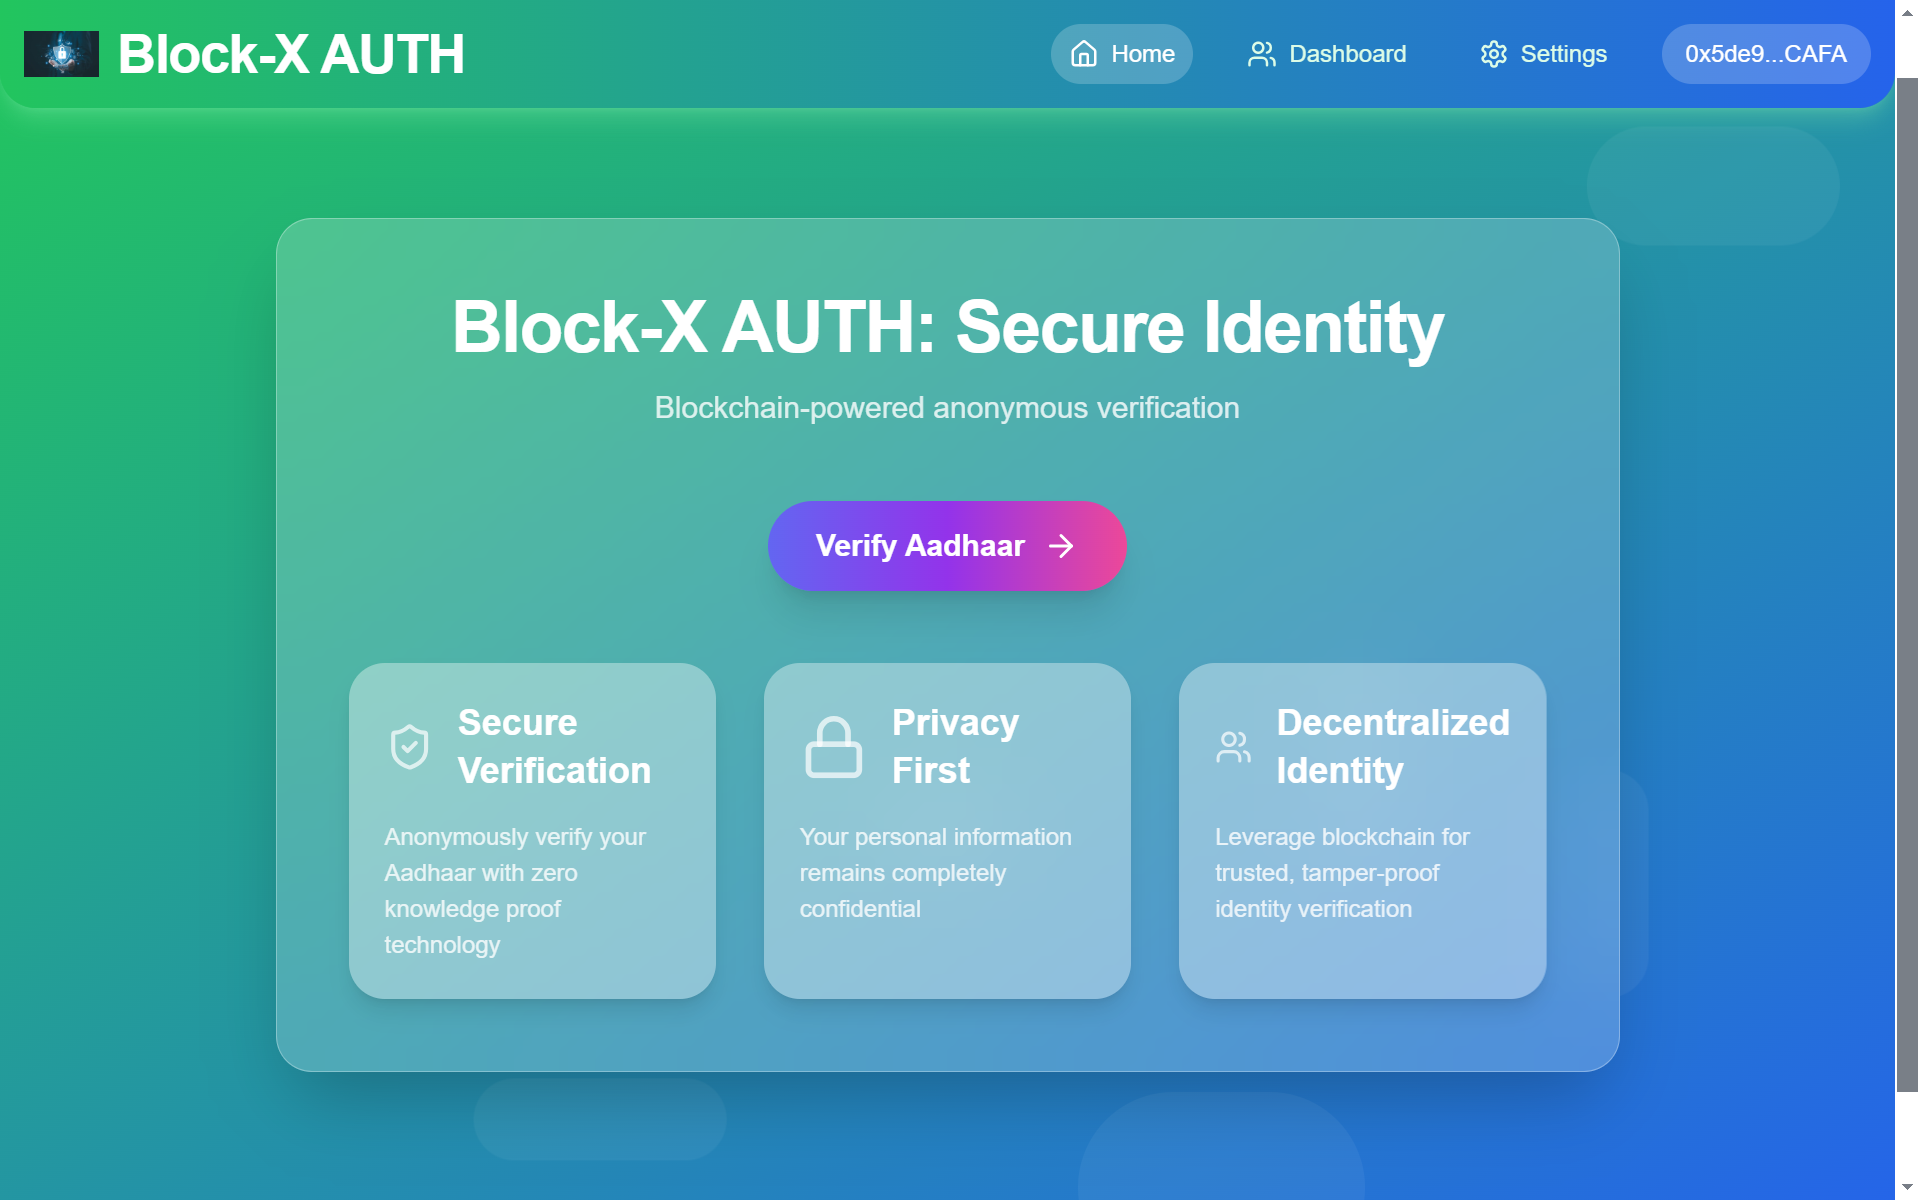 Block-X AUTH
Home
Dashboard
Settings
0x5de9...CAFA
Block-X AUTH: Secure Identity
Blockchain-powered anonymous verification
Verify Aadhaar
Secure
Verification
Anonymously verify your
Aadhaar with zero
knowledge proof
technology
Privacy
First
Your personal information
remains completely
confidential
Decentralized
Identity
Leverage blockchain for
trusted, tamper-proof
identity verification